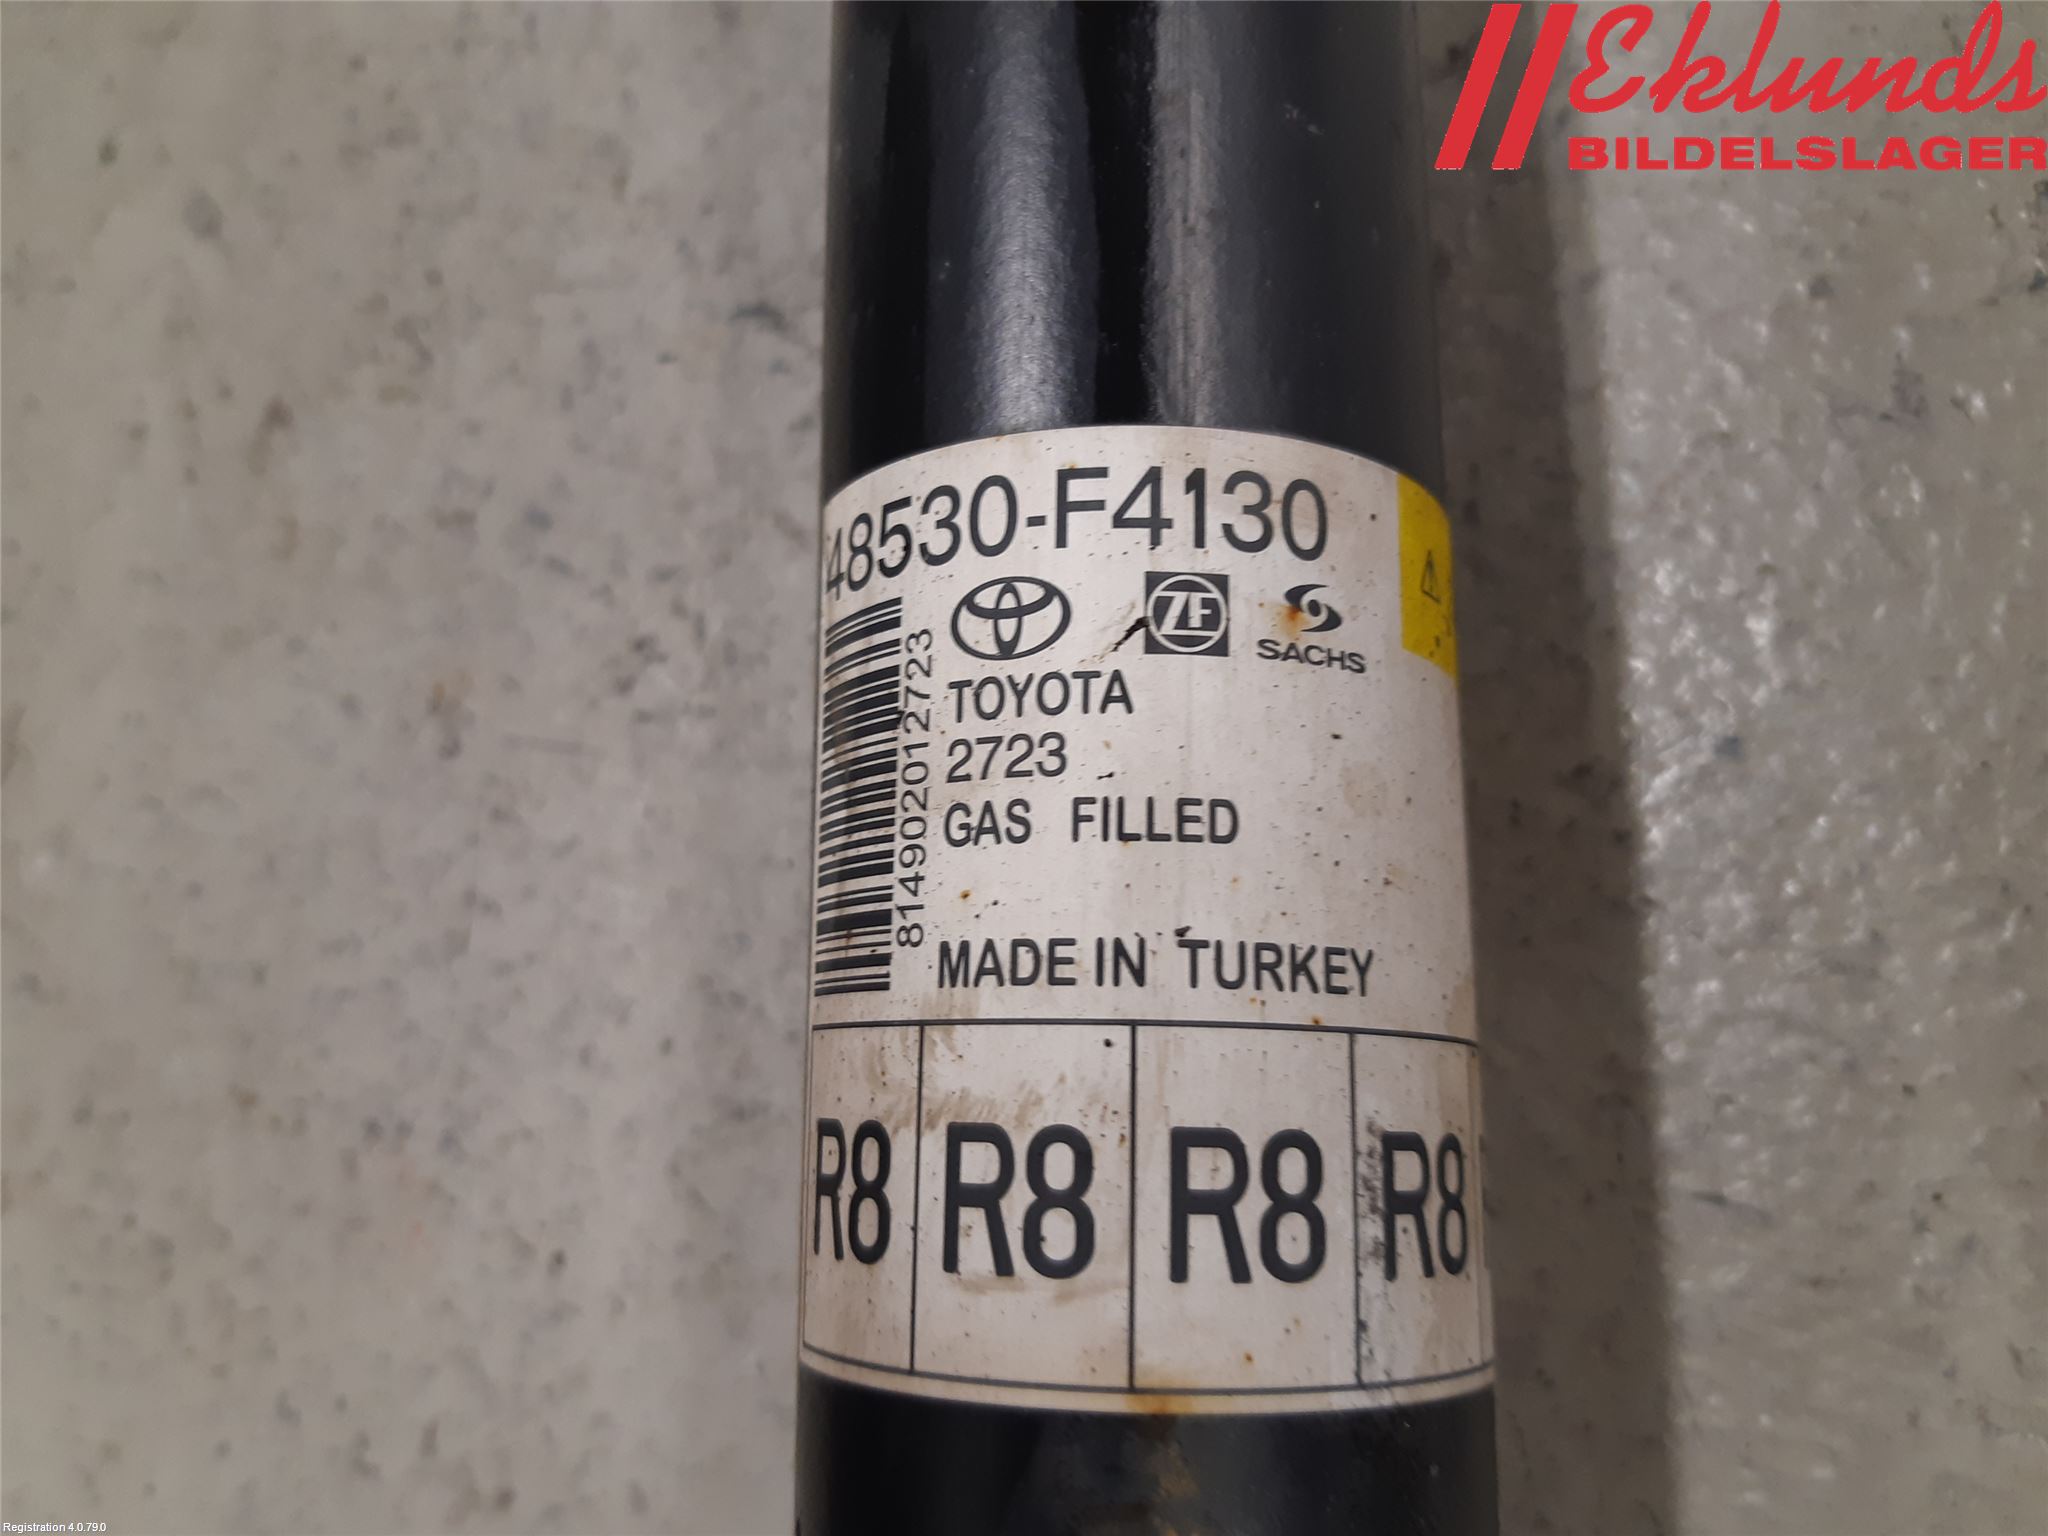 Eklunds
BILDELSLAGER
48530-F4130
ZF
SACHS
814902012723
TOYOTA
2723
GAS FILLED
MADE IN TURKEY
R8 R8 R8 R8
Registration 4.0.79.0